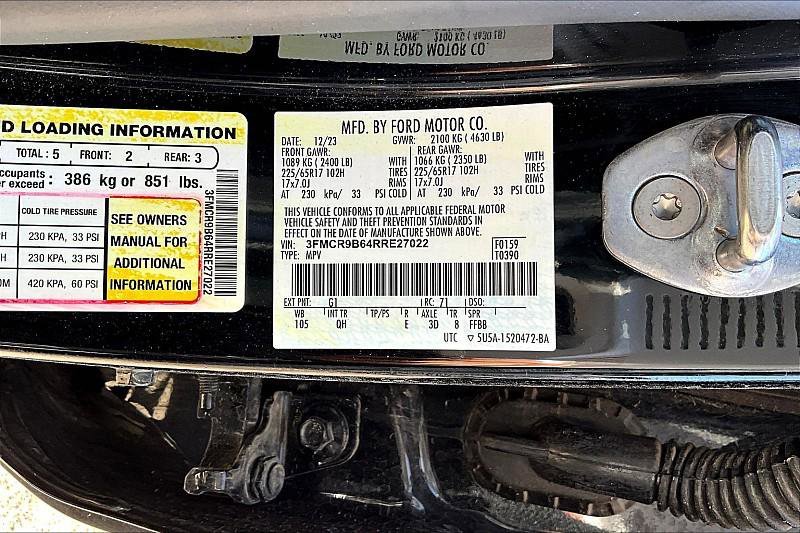 MFD. BY FORD MOTOR CO.
D LOADING INFORMATION
TOTAL : 5 FRONT: 2 REAR: 3
ccupants
er exceed : 386 kg or 851 lbs.
COLD TIRE PRESSURE
230 KPA, 33 PSI
230 KPA, 33 PSI
420 KPA, 60 PSI
SEE OWNERS
MANUAL FOR
ADDITIONAL
INFORMATION
3FMCR9B64RRE27022
MFD. BY FORD MOTOR CO.
DATE: 12/23 GVWR: 2100 KG ( 4630 LB)
FRONT GAWR: REAR GAWR:
1089 KG ( 2400 LB) WITH 1066 KG ( 2350 LB) WITH
225/65R17 102H TIRES 225/65R17 102H TIRES
17x7.0J RIMS 17x7.0J RIMS
AT 230 kPa/ 33 PSI COLD AT 230 kPa/ 33 PSI COLD
THIS VEHICLE CONFORMS TO ALL APPLICABLE FEDERAL MOTOR
VEHICLE SAFETY AND THEFT PREVENTION STANDARDS IN
EFFECT ON THE DATE OF MANUFACTURE SHOWN ABOVE.
VIN: 3FMCR9B64RRE27022 F0159
TYPE: MPV T0390
EXT PNT: G1 RC: 71 DSO:
WB INT TR TP/PS R AXLE TR SPR
105 QH E 3D 8 FFBB
UTC ▽ 5U5A-1520472-BA